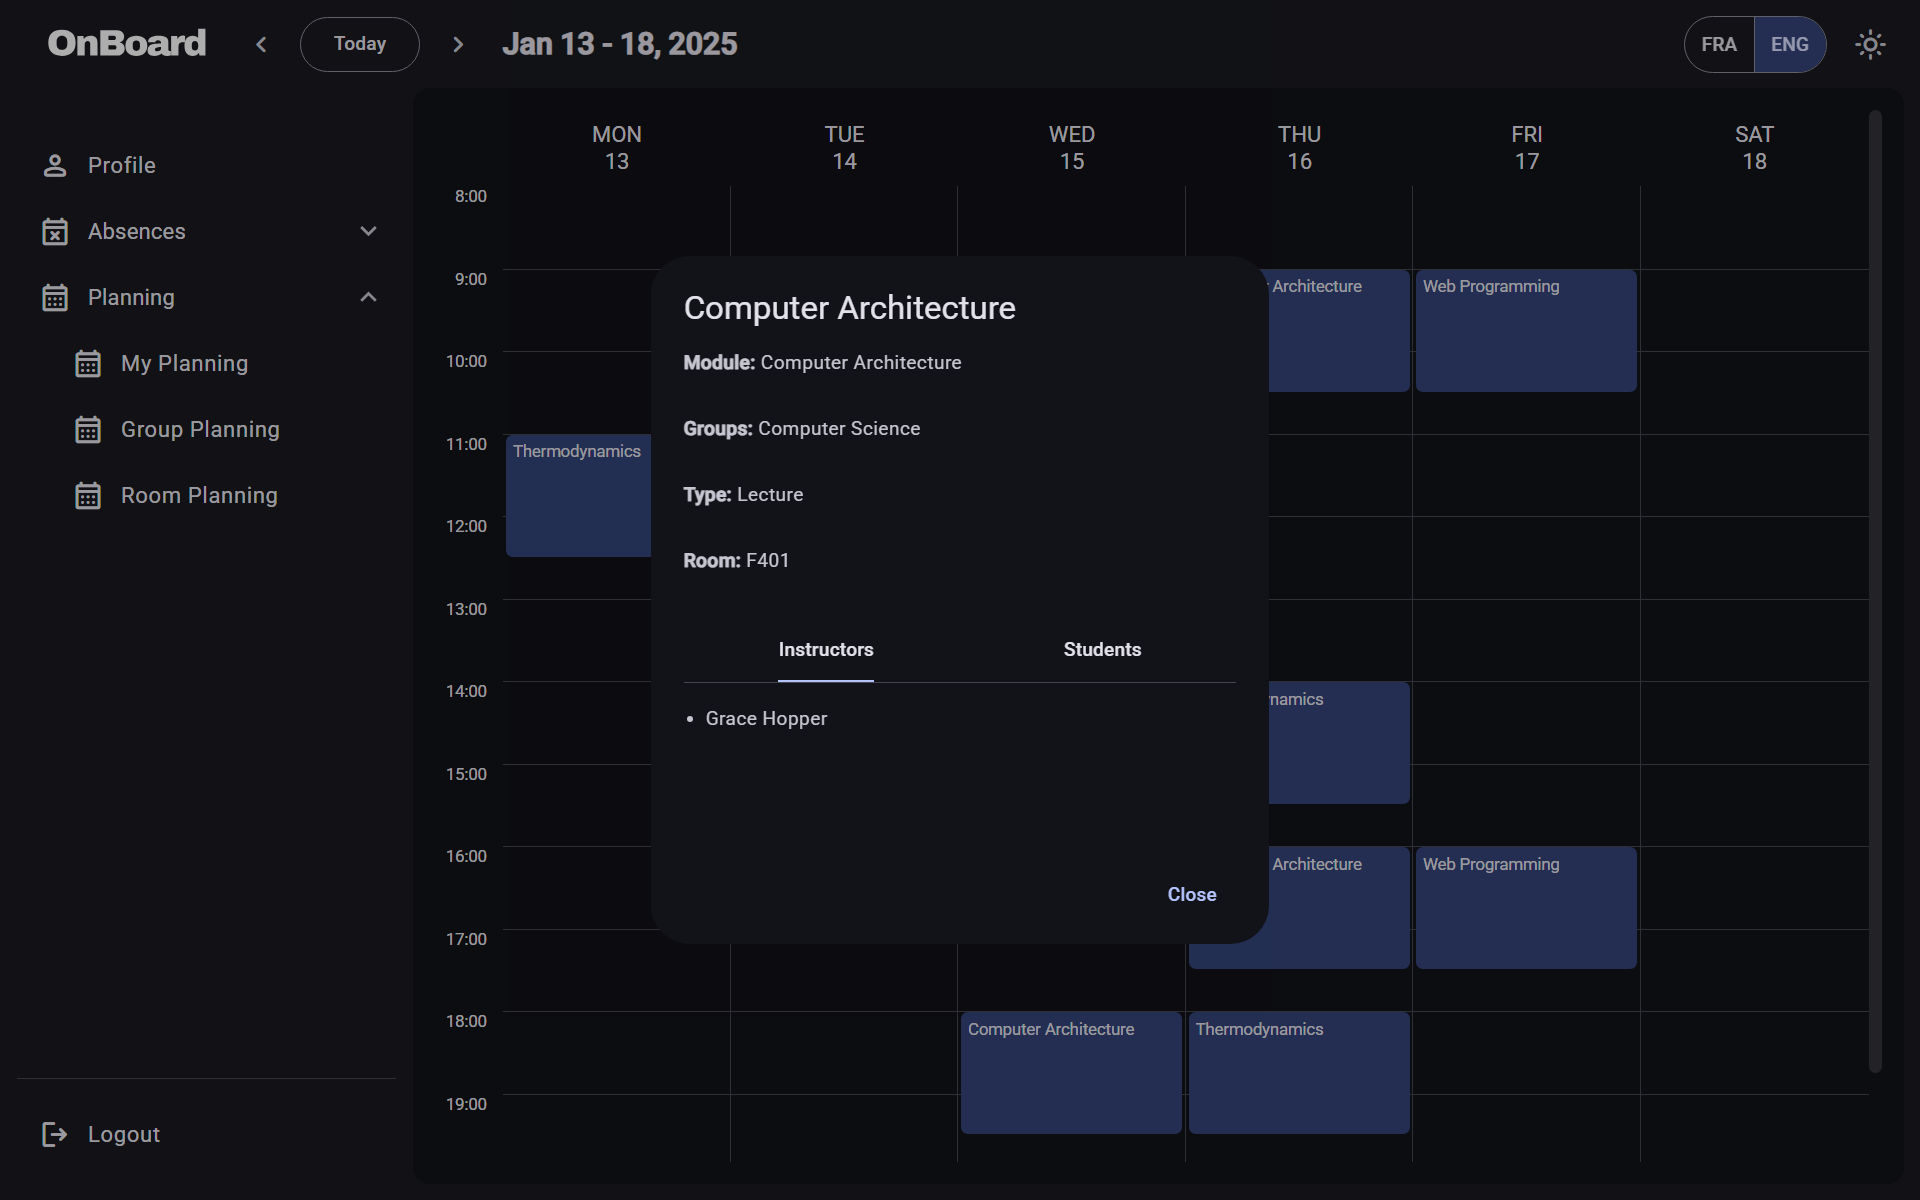 OnBoard
Today
Jan 13 - 18, 2025
FRA
ENG
Profile
Absences
Planning
My Planning
Group Planning
Room Planning
Logout
MON
13
TUE
14
WED
15
THU
16
FRI
17
SAT
18
8:00
9:00
10:00
11:00
12:00
13:00
14:00
15:00
16:00
17:00
18:00
19:00
Thermodynamics
Architecture
Web Programming
Architecture
Web Programming
Computer Architecture
Thermodynamics
Computer Architecture
Module: Computer Architecture
Groups: Computer Science
Type: Lecture
Room: F401
Instructors
Students
• Grace Hopper
Close